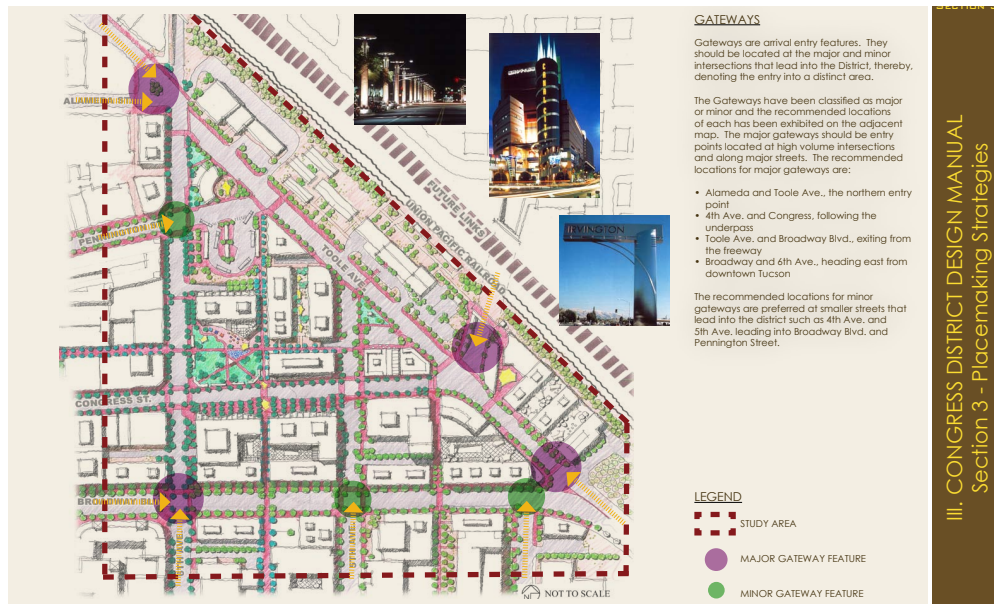 SECTION 3
GATEWAYS
Gateways are arrival entry features. They
should be located at the major and minor
intersections that lead into the District, thereby,
denoting the entry into a distinct area.
The Gateways have been classified as major
or minor and the recommended locations
of each has been exhibited on the adjacent
map. The major gateways should be entry
points located at high volume intersections
and along major streets. The recommended
locations for major gateways are:
• Alameda and Toole Ave., the northern entry
point
• 4th Ave. and Congress, following the
underpass
• Toole Ave. and Broadway Blvd., exiting from
the freeway
• Broadway and 6th Ave., heading east from
downtown Tucson
The recommended locations for minor
gateways are preferred at smaller streets that
lead into the district such as 4th Ave. and
5th Ave. leading into Broadway Blvd. and
Pennington Street.
LEGEND
STUDY AREA
MAJOR GATEWAY FEATURE
MINOR GATEWAY FEATURE
III. CONGRESS DISTRICT DESIGN MANUAL
Section 3 - Placemaking Strategies
ALAMEDA ST.
PENNINGTON ST.
TOOLE AVE.
UNION PACIFIC RAILROAD
FUTURE LINKS
IRVINGTON
CONGRESS ST.
BROADWAY BLVD
6TH AVE.
5TH AVE.
NOT TO SCALE